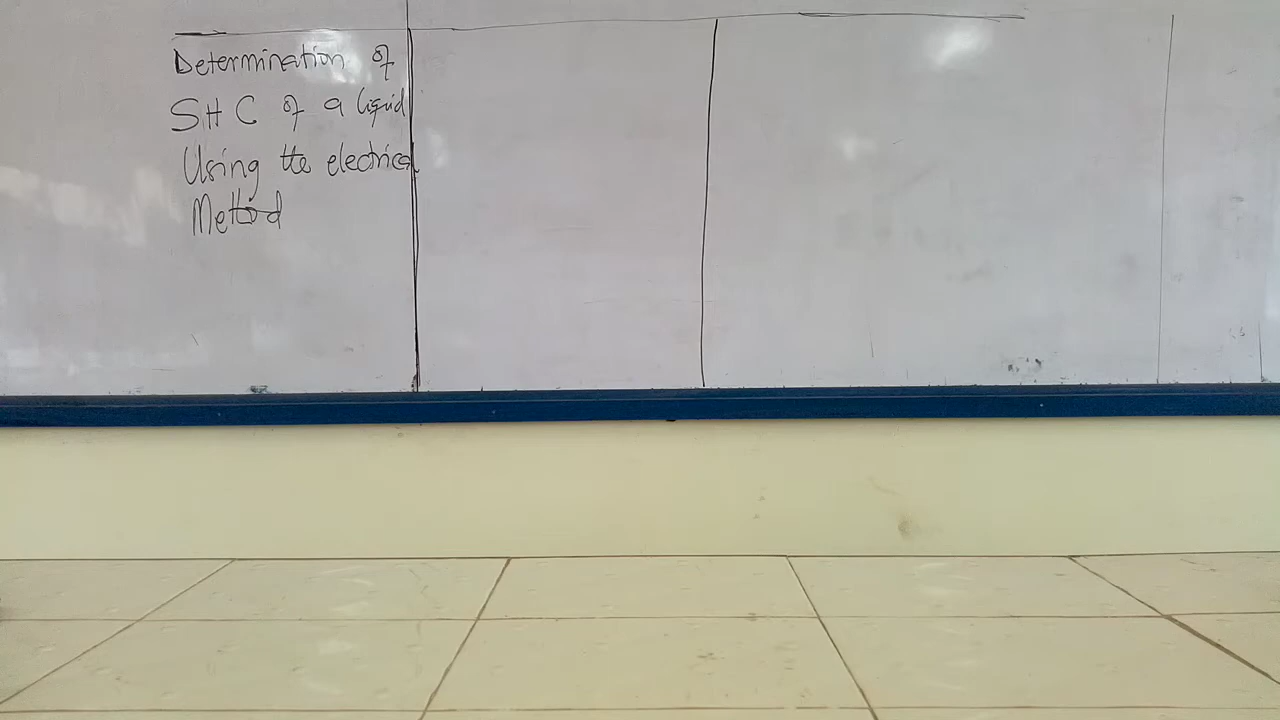 Determination of
SHC of a liquid
Using the electrical
Method